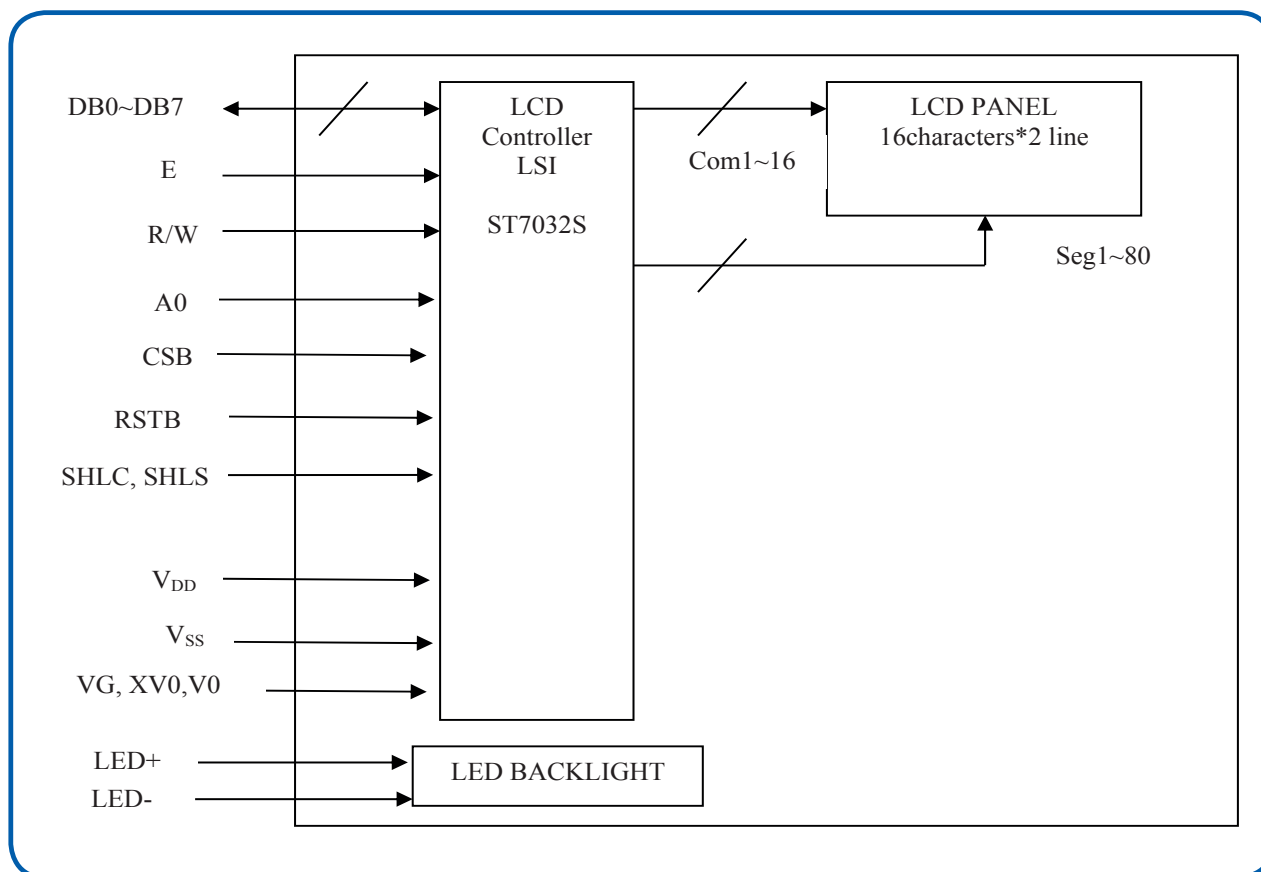 DB0~DB7
E
R/W
A0
CSB
RSTB
SHLC, SHLS
VDD
VSS
VG, XV0,V0
LED+
LED-
LCD
Controller
LSI
ST7032S
Com1~16
LCD PANEL
16characters*2 line
Seg1~80
LED BACKLIGHT